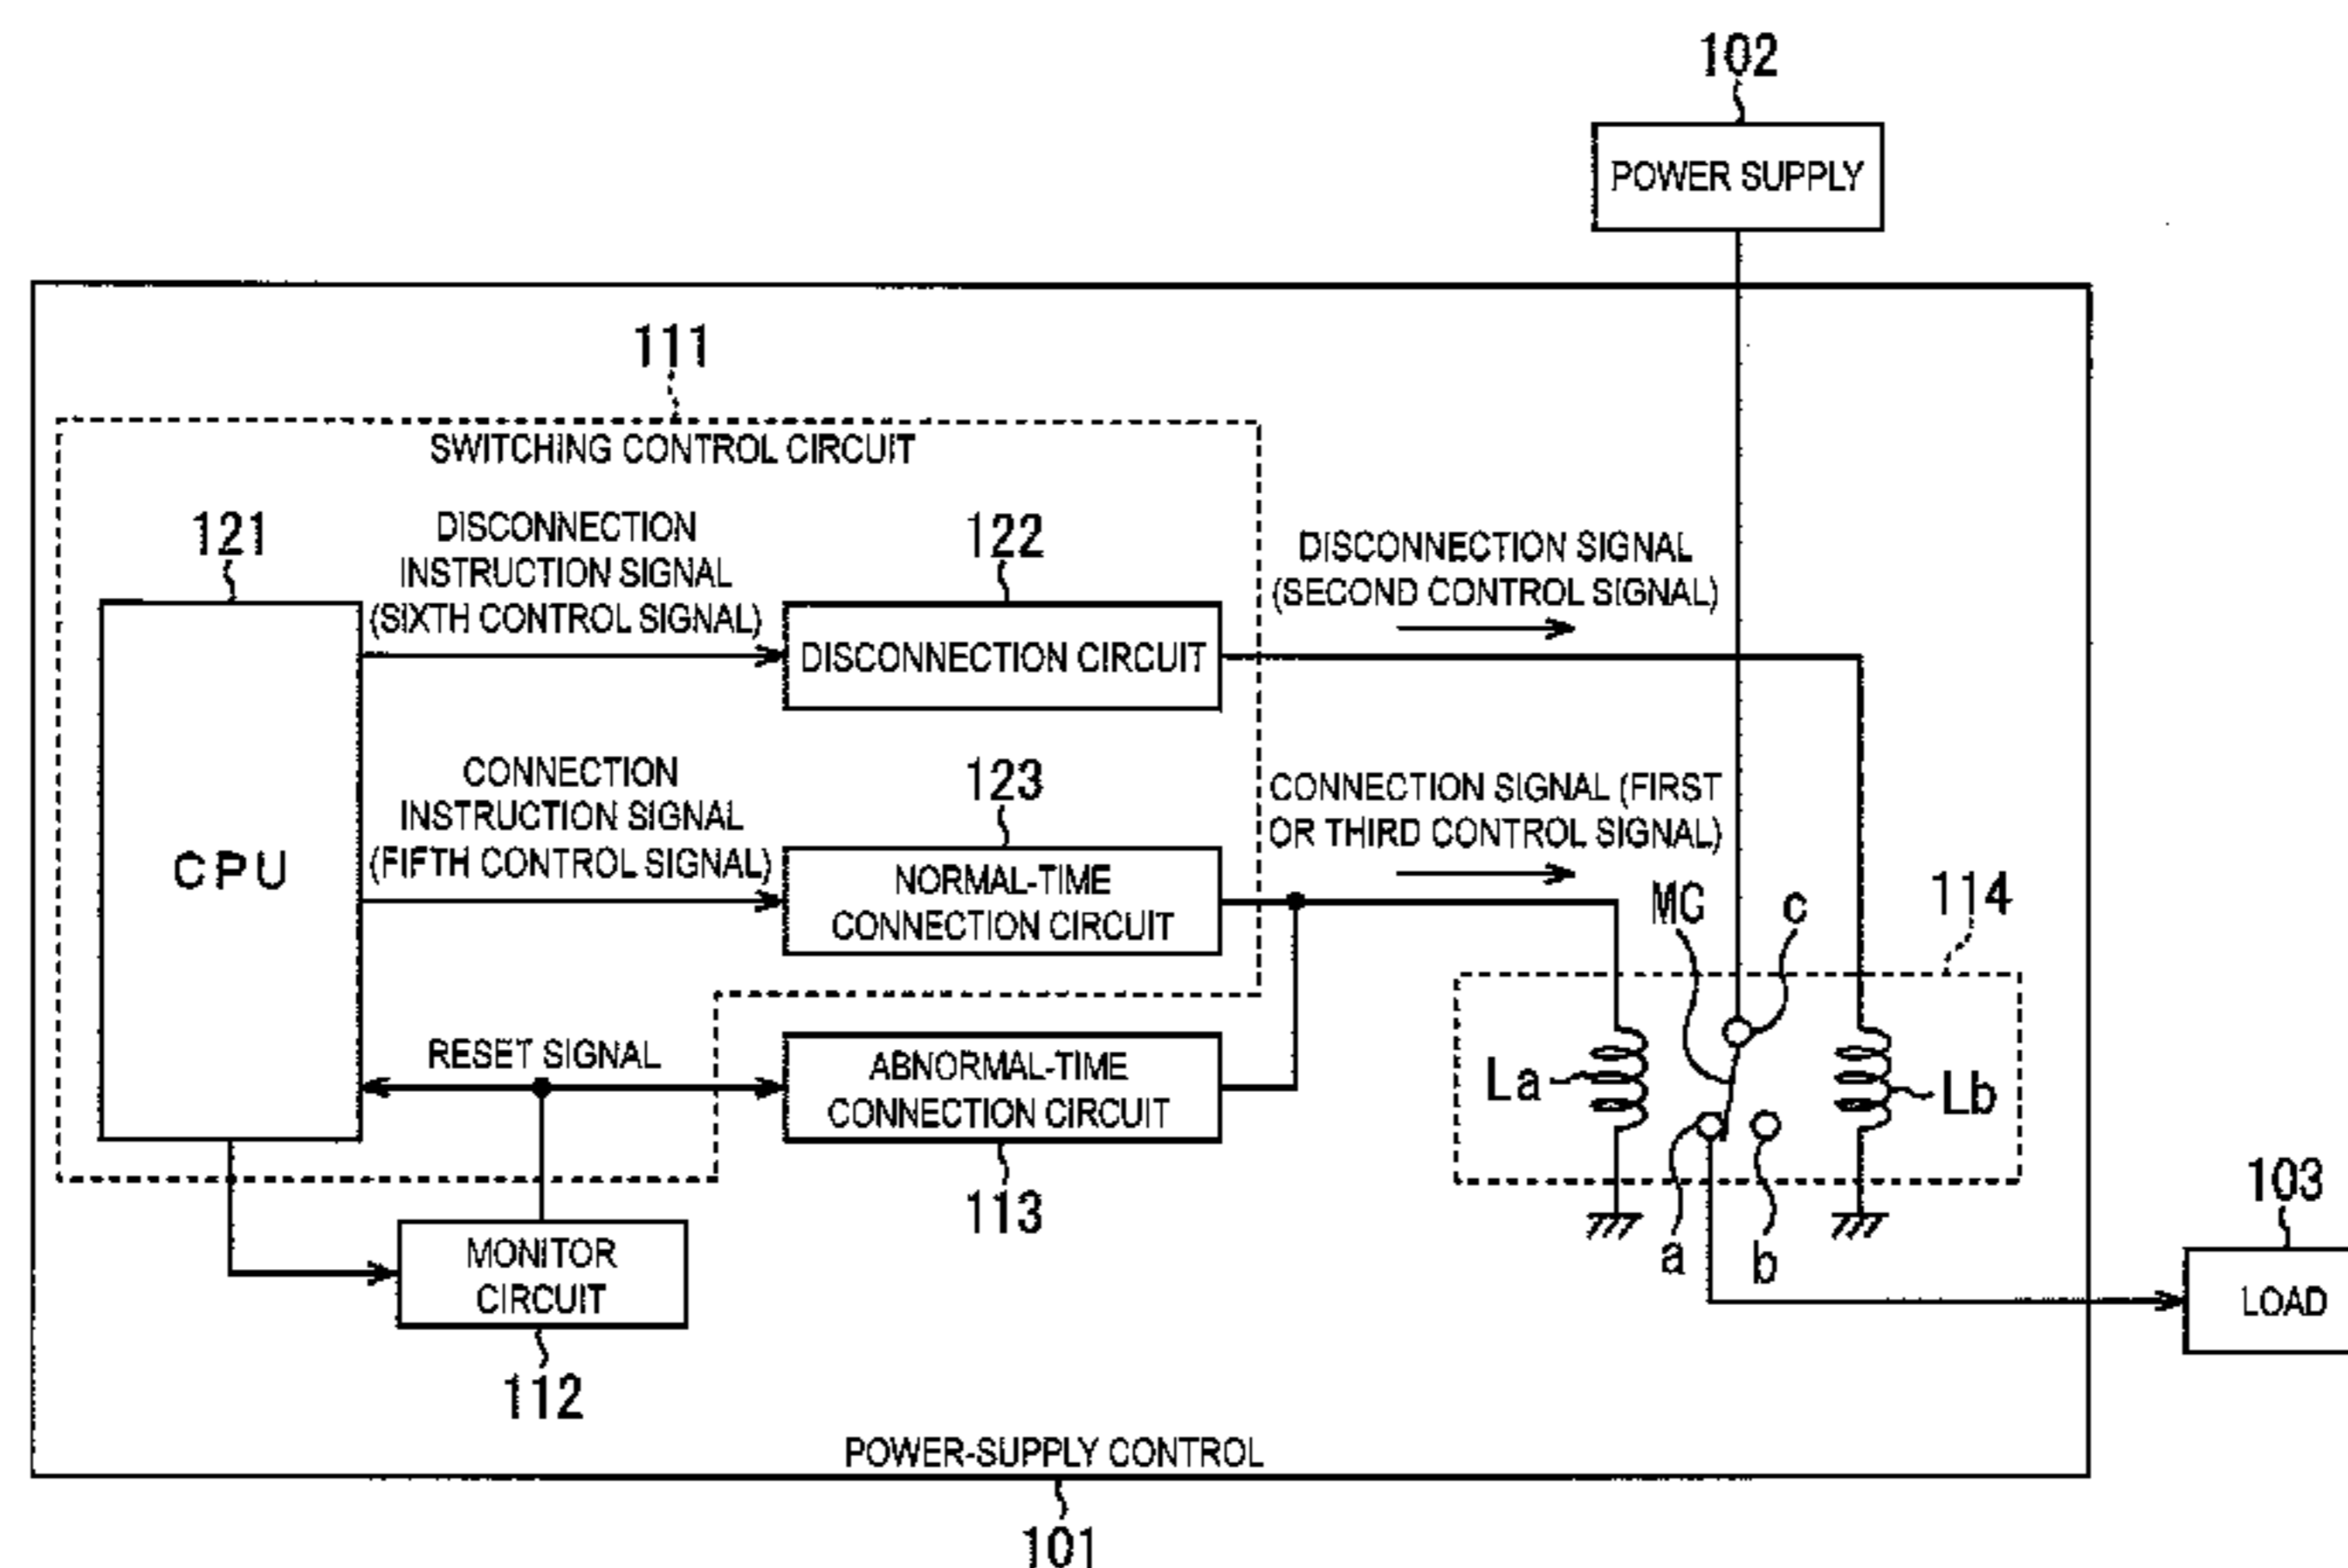 102
POWER SUPPLY
111
SWITCHING CONTROL CIRCUIT
121
DISCONNECTION
INSTRUCTION SIGNAL
(SIXTH CONTROL SIGNAL)
122
DISCONNECTION CIRCUIT
DISCONNECTION SIGNAL
(SECOND CONTROL SIGNAL)
CPU
CONNECTION
INSTRUCTION SIGNAL
(FIFTH CONTROL SIGNAL)
123
NORMAL-TIME
CONNECTION CIRCUIT
CONNECTION SIGNAL (FIRST
OR THIRD CONTROL SIGNAL)
MC
c
114
RESET SIGNAL
ABNORMAL-TIME
CONNECTION CIRCUIT
113
La
Lb
a
b
103
LOAD
MONITOR
CIRCUIT
112
POWER-SUPPLY CONTROL
101